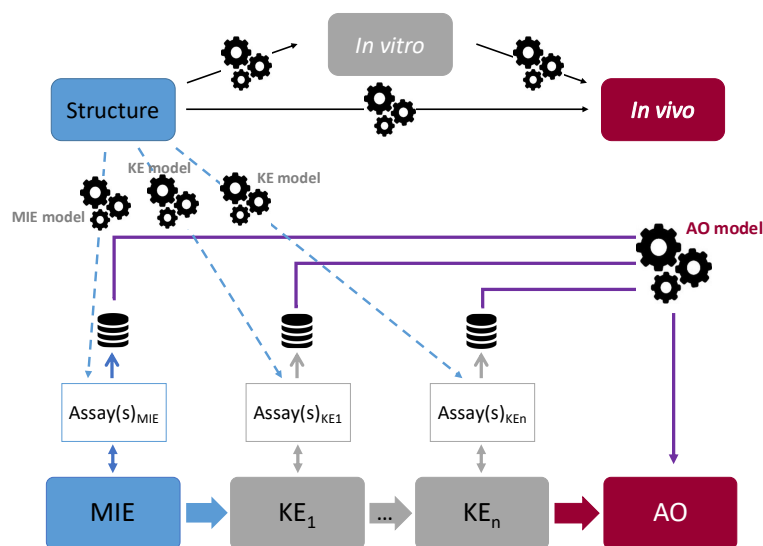 In vitro
Structure
In vivo
KE model
KE model
MIE model
AO model
Assay(s)MIE
Assay(s)KE1
Assay(s)KEn
MIE
KE1
...
KEn
AO